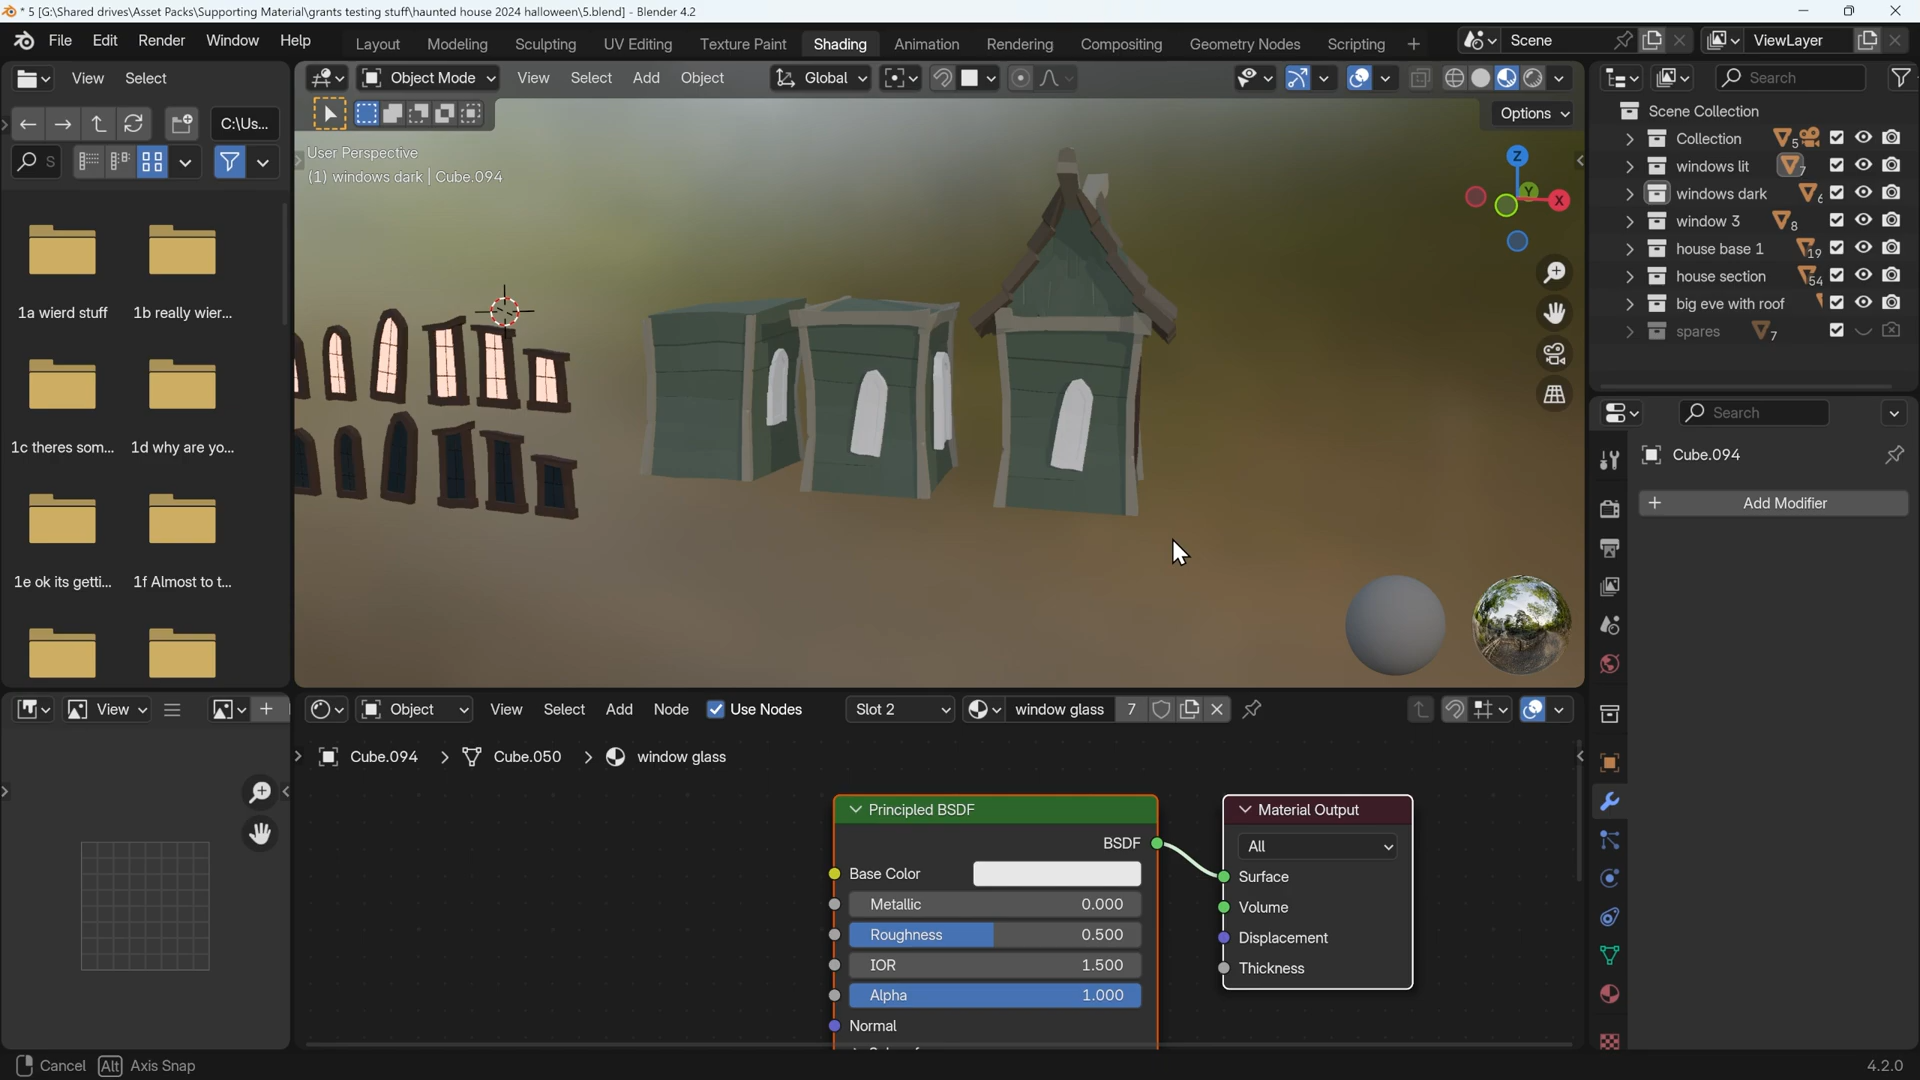 * 5 [G:\Shared drives\Asset Packs\Supporting Material\grants testing stuff\haunted house 2024 halloween\5.blend] - Blender 4.2
File Edit Render Window Help
Layout Modeling Sculpting UV Editing Texture Paint Shading Animation Rendering Compositing Geometry Nodes Scripting +
Scene
ViewLayer
View Select
C:\Us...
S
1a wierd stuff
1b really wier...
1c theres som...
1d why are yo...
1e ok its getti...
1f Almost to t...
Object Mode View Select Add Object Global
Options
User Perspective
(1) windows dark | Cube.094
Z
Y
X
Search
Scene Collection
Collection 5
windows lit 7
windows dark 6
window 3 8
house base 1 19
house section 54
big eve with roof
spares 7
Search
Cube.094
+ Add Modifier
View
Object View Select Add Node Use Nodes Slot 2 window glass 7
Cube.094 > Cube.050 > window glass
Principled BSDF
BSDF
Base Color
Metallic 0.000
Roughness 0.500
IOR 1.500
Alpha 1.000
Normal
Material Output
All
Surface
Volume
Displacement
Thickness
Cancel Alt Axis Snap
4.2.0